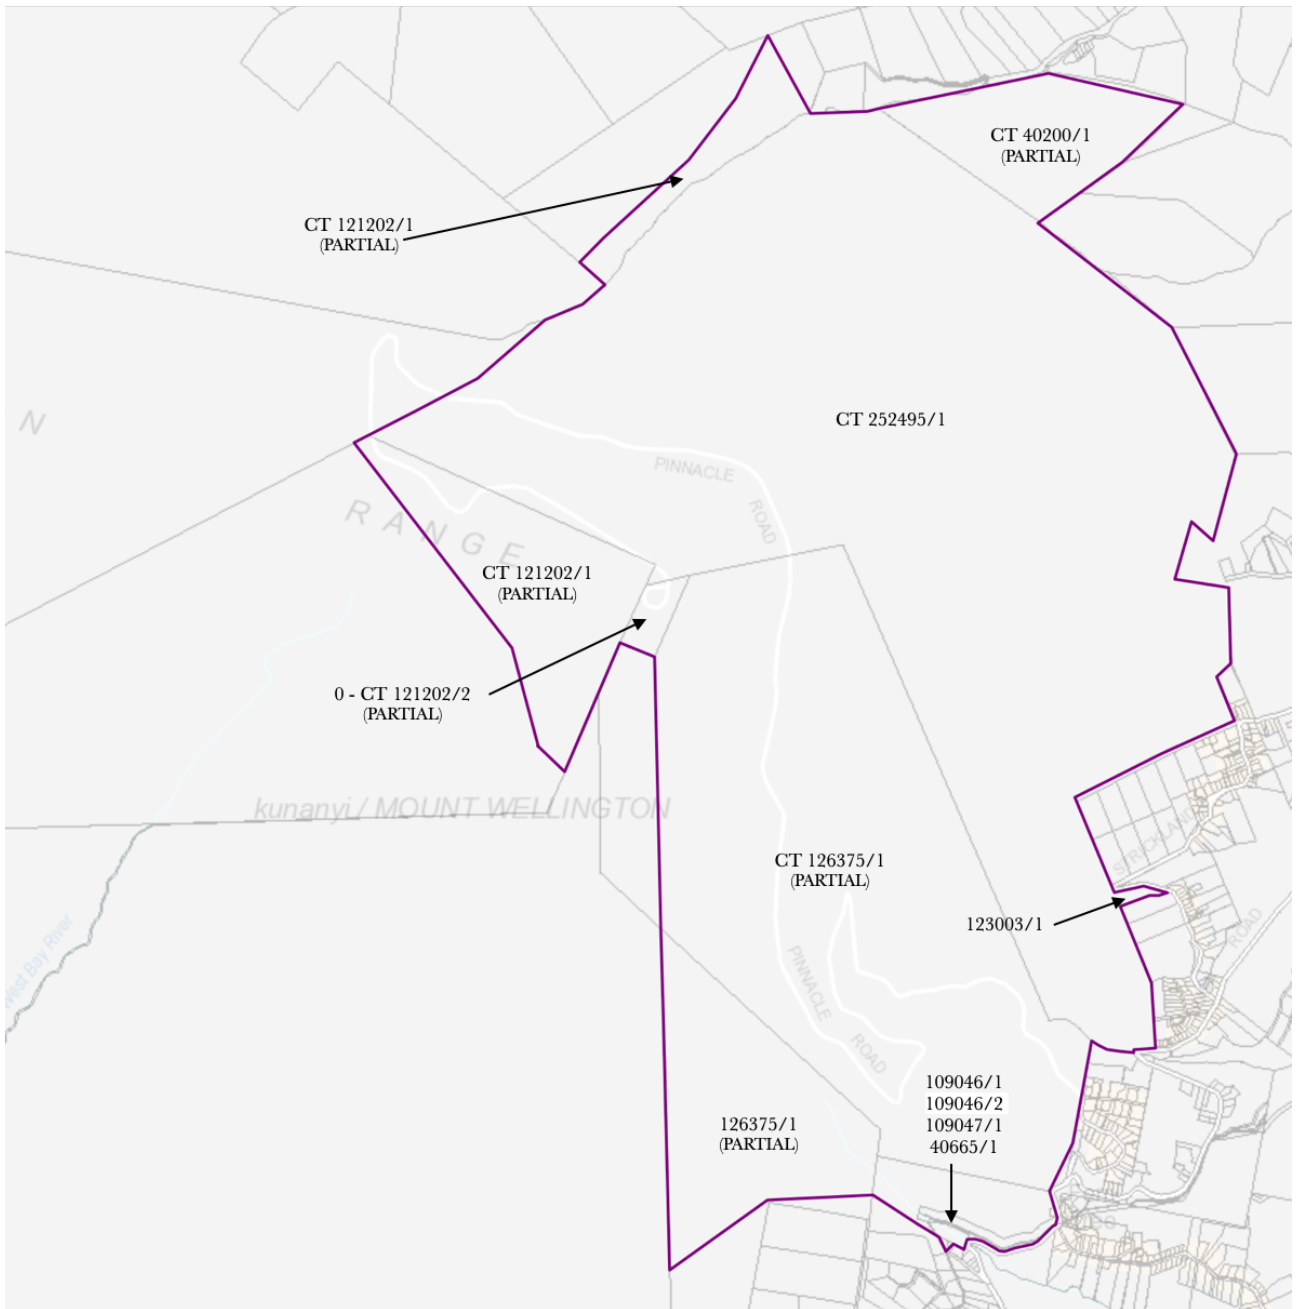 CT 40200/1
(PARTIAL)
CT 121202/1
(PARTIAL)
N
CT 252495/1
PINNACLE
ROAD
RANGE
CT 121202/1
(PARTIAL)
0 - CT 121202/2
(PARTIAL)
kunanyi / MOUNT WELLINGTON
STRICKLAND
CT 126375/1
(PARTIAL)
123003/1
ROAD
West Bay River
PINNACLE
ROAD
109046/1
109046/2
109047/1
40665/1
126375/1
(PARTIAL)